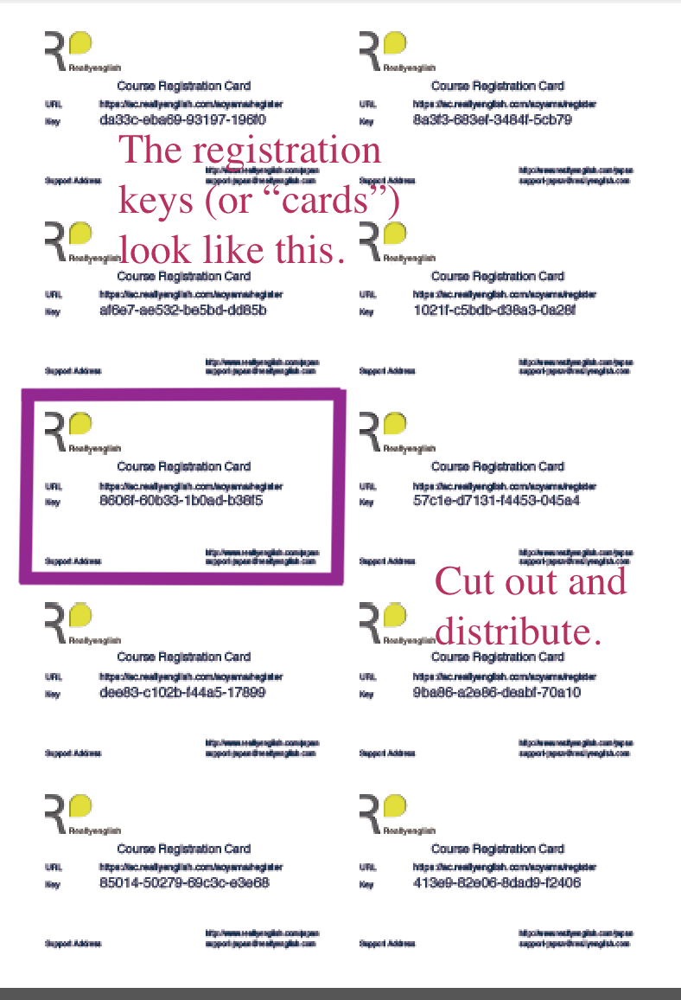 Reallyenglish
Course Registration Card
URL https://ac.reallyenglish.com/aoyama/register
Key da33c-eba69-93197-196f0
Support Address http://www.reallyenglish.com/japan
support-japan@reallyenglish.com
Reallyenglish
Course Registration Card
URL https://ac.reallyenglish.com/aoyama/register
Key 8a3f3-683ef-3484f-5cb79
Support Address http://www.reallyenglish.com/japan
support-japan@reallyenglish.com
The registration
keys (or “cards”)
look like this.
Reallyenglish
Course Registration Card
URL https://ac.reallyenglish.com/aoyama/register
Key af6e7-ae532-be5bd-dd85b
Support Address http://www.reallyenglish.com/japan
support-japan@reallyenglish.com
Reallyenglish
Course Registration Card
URL https://ac.reallyenglish.com/aoyama/register
Key 1021f-c5bdb-d38a3-0a28f
Support Address http://www.reallyenglish.com/japan
support-japan@reallyenglish.com
Reallyenglish
Course Registration Card
URL https://ac.reallyenglish.com/aoyama/register
Key 8606f-60b33-1b0ad-b38f5
Support Address http://www.reallyenglish.com/japan
support-japan@reallyenglish.com
Reallyenglish
Course Registration Card
URL https://ac.reallyenglish.com/aoyama/register
Key 57c1e-d7131-f4453-045a4
Support Address http://www.reallyenglish.com/japan
support-japan@reallyenglish.com
Cut out and
distribute.
Reallyenglish
Course Registration Card
URL https://ac.reallyenglish.com/aoyama/register
Key dee83-c102b-f44a5-17899
Support Address http://www.reallyenglish.com/japan
support-japan@reallyenglish.com
Reallyenglish
Course Registration Card
URL https://ac.reallyenglish.com/aoyama/register
Key 9ba86-a2e86-deabf-70a10
Support Address http://www.reallyenglish.com/japan
support-japan@reallyenglish.com
Reallyenglish
Course Registration Card
URL https://ac.reallyenglish.com/aoyama/register
Key 85014-50279-69c3c-e3e68
Support Address http://www.reallyenglish.com/japan
support-japan@reallyenglish.com
Reallyenglish
Course Registration Card
URL https://ac.reallyenglish.com/aoyama/register
Key 413e9-82e06-8dad9-f2406
Support Address http://www.reallyenglish.com/japan
support-japan@reallyenglish.com